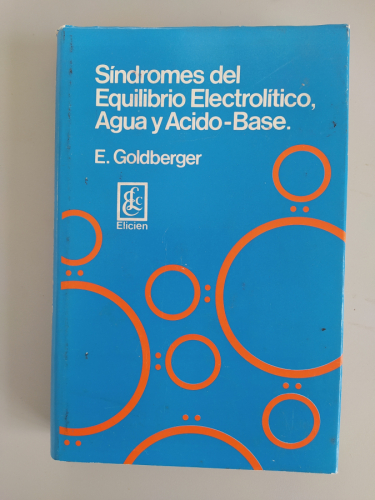 Síndromes del
Equilibrio Electrolítico,
Agua y Acido-Base.
E. Goldberger
Elicien